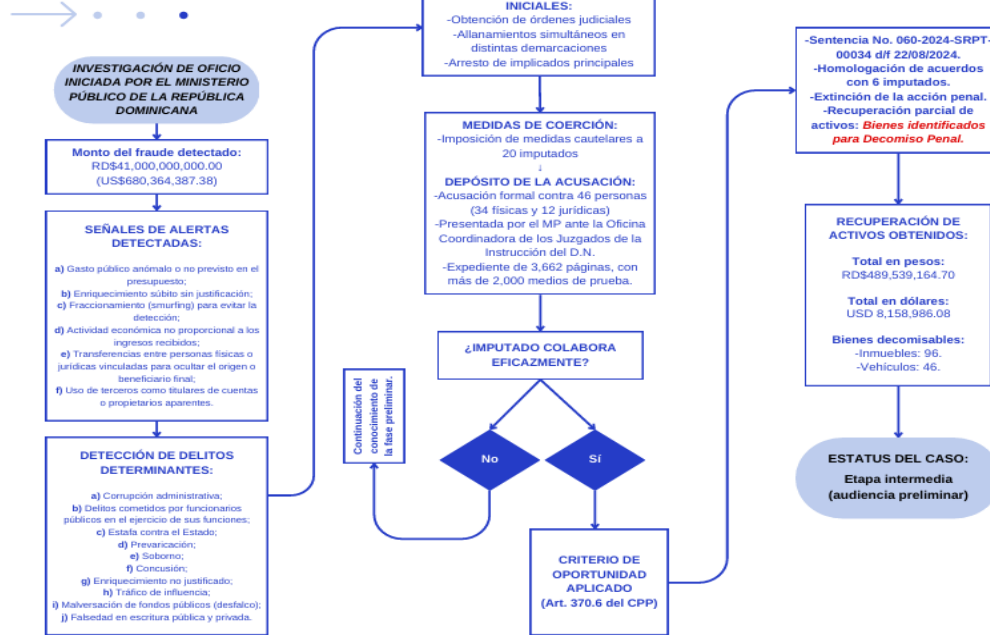 INVESTIGACIÓN DE OFICIO
INICIADA POR EL MINISTERIO
PÚBLICO DE LA REPÚBLICA
DOMINICANA
Monto del fraude detectado:
RD$41,000,000,000.00
(US$680,364,387.38)
SEÑALES DE ALERTAS
DETECTADAS:
a) Gasto público anómalo o no previsto en el
presupuesto;
b) Enriquecimiento súbito sin justificación;
c) Fraccionamiento (smurfing) para evitar la
detección;
d) Actividad económica no proporcional a los
ingresos recibidos;
e) Transferencias entre personas físicas o
jurídicas vinculadas para ocultar el origen o
beneficiario final;
f) Uso de terceros como titulares de cuentas
o propietarios aparentes.
DETECCIÓN DE DELITOS
DETERMINANTES:
a) Corrupción administrativa;
b) Delitos cometidos por funcionarios
públicos en el ejercicio de sus funciones;
c) Estafa contra el Estado;
d) Prevaricación;
e) Soborno;
f) Concusión;
g) Enriquecimiento no justificado;
h) Tráfico de influencia;
i) Malversación de fondos públicos (desfalco);
j) Falsedad en escritura pública y privada.
INICIALES:
-Obtención de órdenes judiciales
-Allanamientos simultáneos en
distintas demarcaciones
-Arresto de implicados principales
MEDIDAS DE COERCIÓN:
-Imposición de medidas cautelares a
20 imputados
↓
DEPÓSITO DE LA ACUSACIÓN:
-Acusación formal contra 46 personas
(34 físicas y 12 jurídicas)
-Presentada por el MP ante la Oficina
Coordinadora de los Juzgados de la
Instrucción del D.N.
-Expediente de 3,662 páginas, con
más de 2,000 medios de prueba.
¿IMPUTADO COLABORA
EFICAZMENTE?
No
Sí
Continuación del
conocimiento de
la fase preliminar.
CRITERIO DE
OPORTUNIDAD
APLICADO
(Art. 370.6 del CPP)
-Sentencia No. 060-2024-SRPT-
00034 d/f 22/08/2024.
-Homologación de acuerdos
con 6 imputados.
-Extinción de la acción penal.
-Recuperación parcial de
activos: Bienes identificados
para Decomiso Penal.
RECUPERACIÓN DE
ACTIVOS OBTENIDOS:
Total en pesos:
RD$489,539,164.70
Total en dólares:
USD 8,158,986.08
Bienes decomisables:
-Inmuebles: 96.
-Vehículos: 46.
ESTATUS DEL CASO:
Etapa intermedia
(audiencia preliminar)